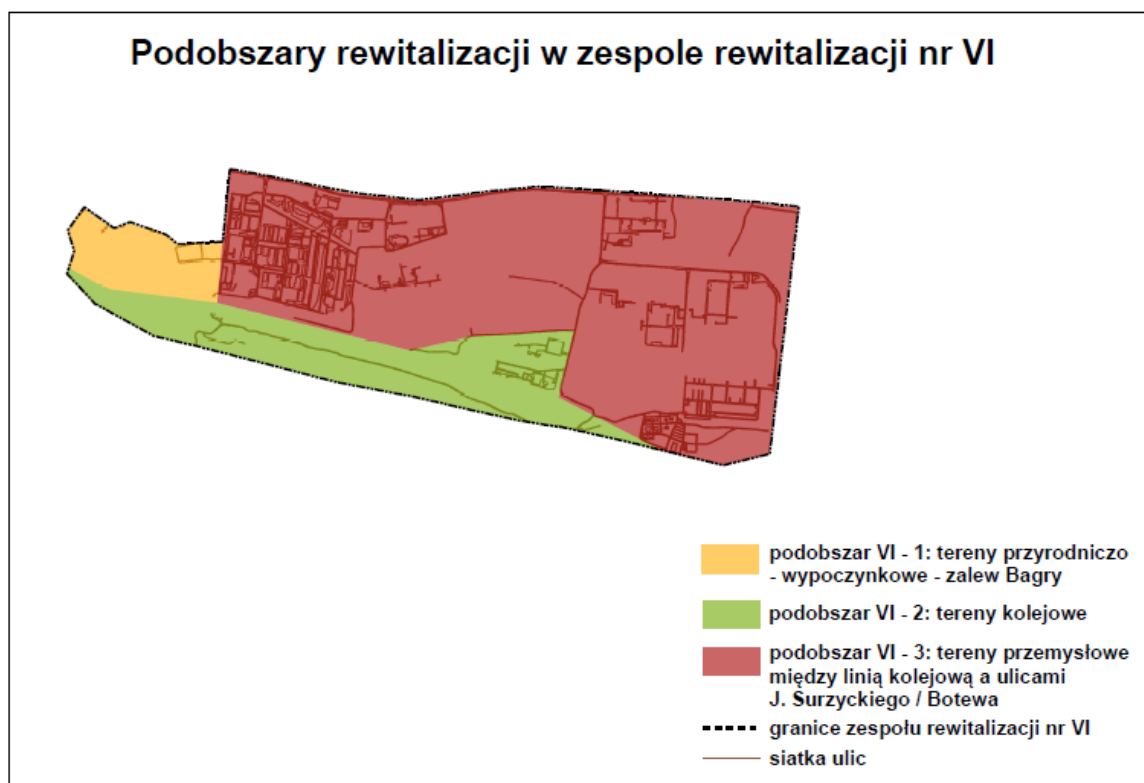 Podobszary rewitalizacji w zespole rewitalizacji nr VI
podobszar VI - 1: tereny przyrodniczo
- wypoczynkowe - zalew Bagry
podobszar VI - 2: tereny kolejowe
podobszar VI - 3: tereny przemysłowe
między linią kolejową a ulicami
J. Surzyckiego / Botewa
granice zespołu rewitalizacji nr VI
siatka ulic